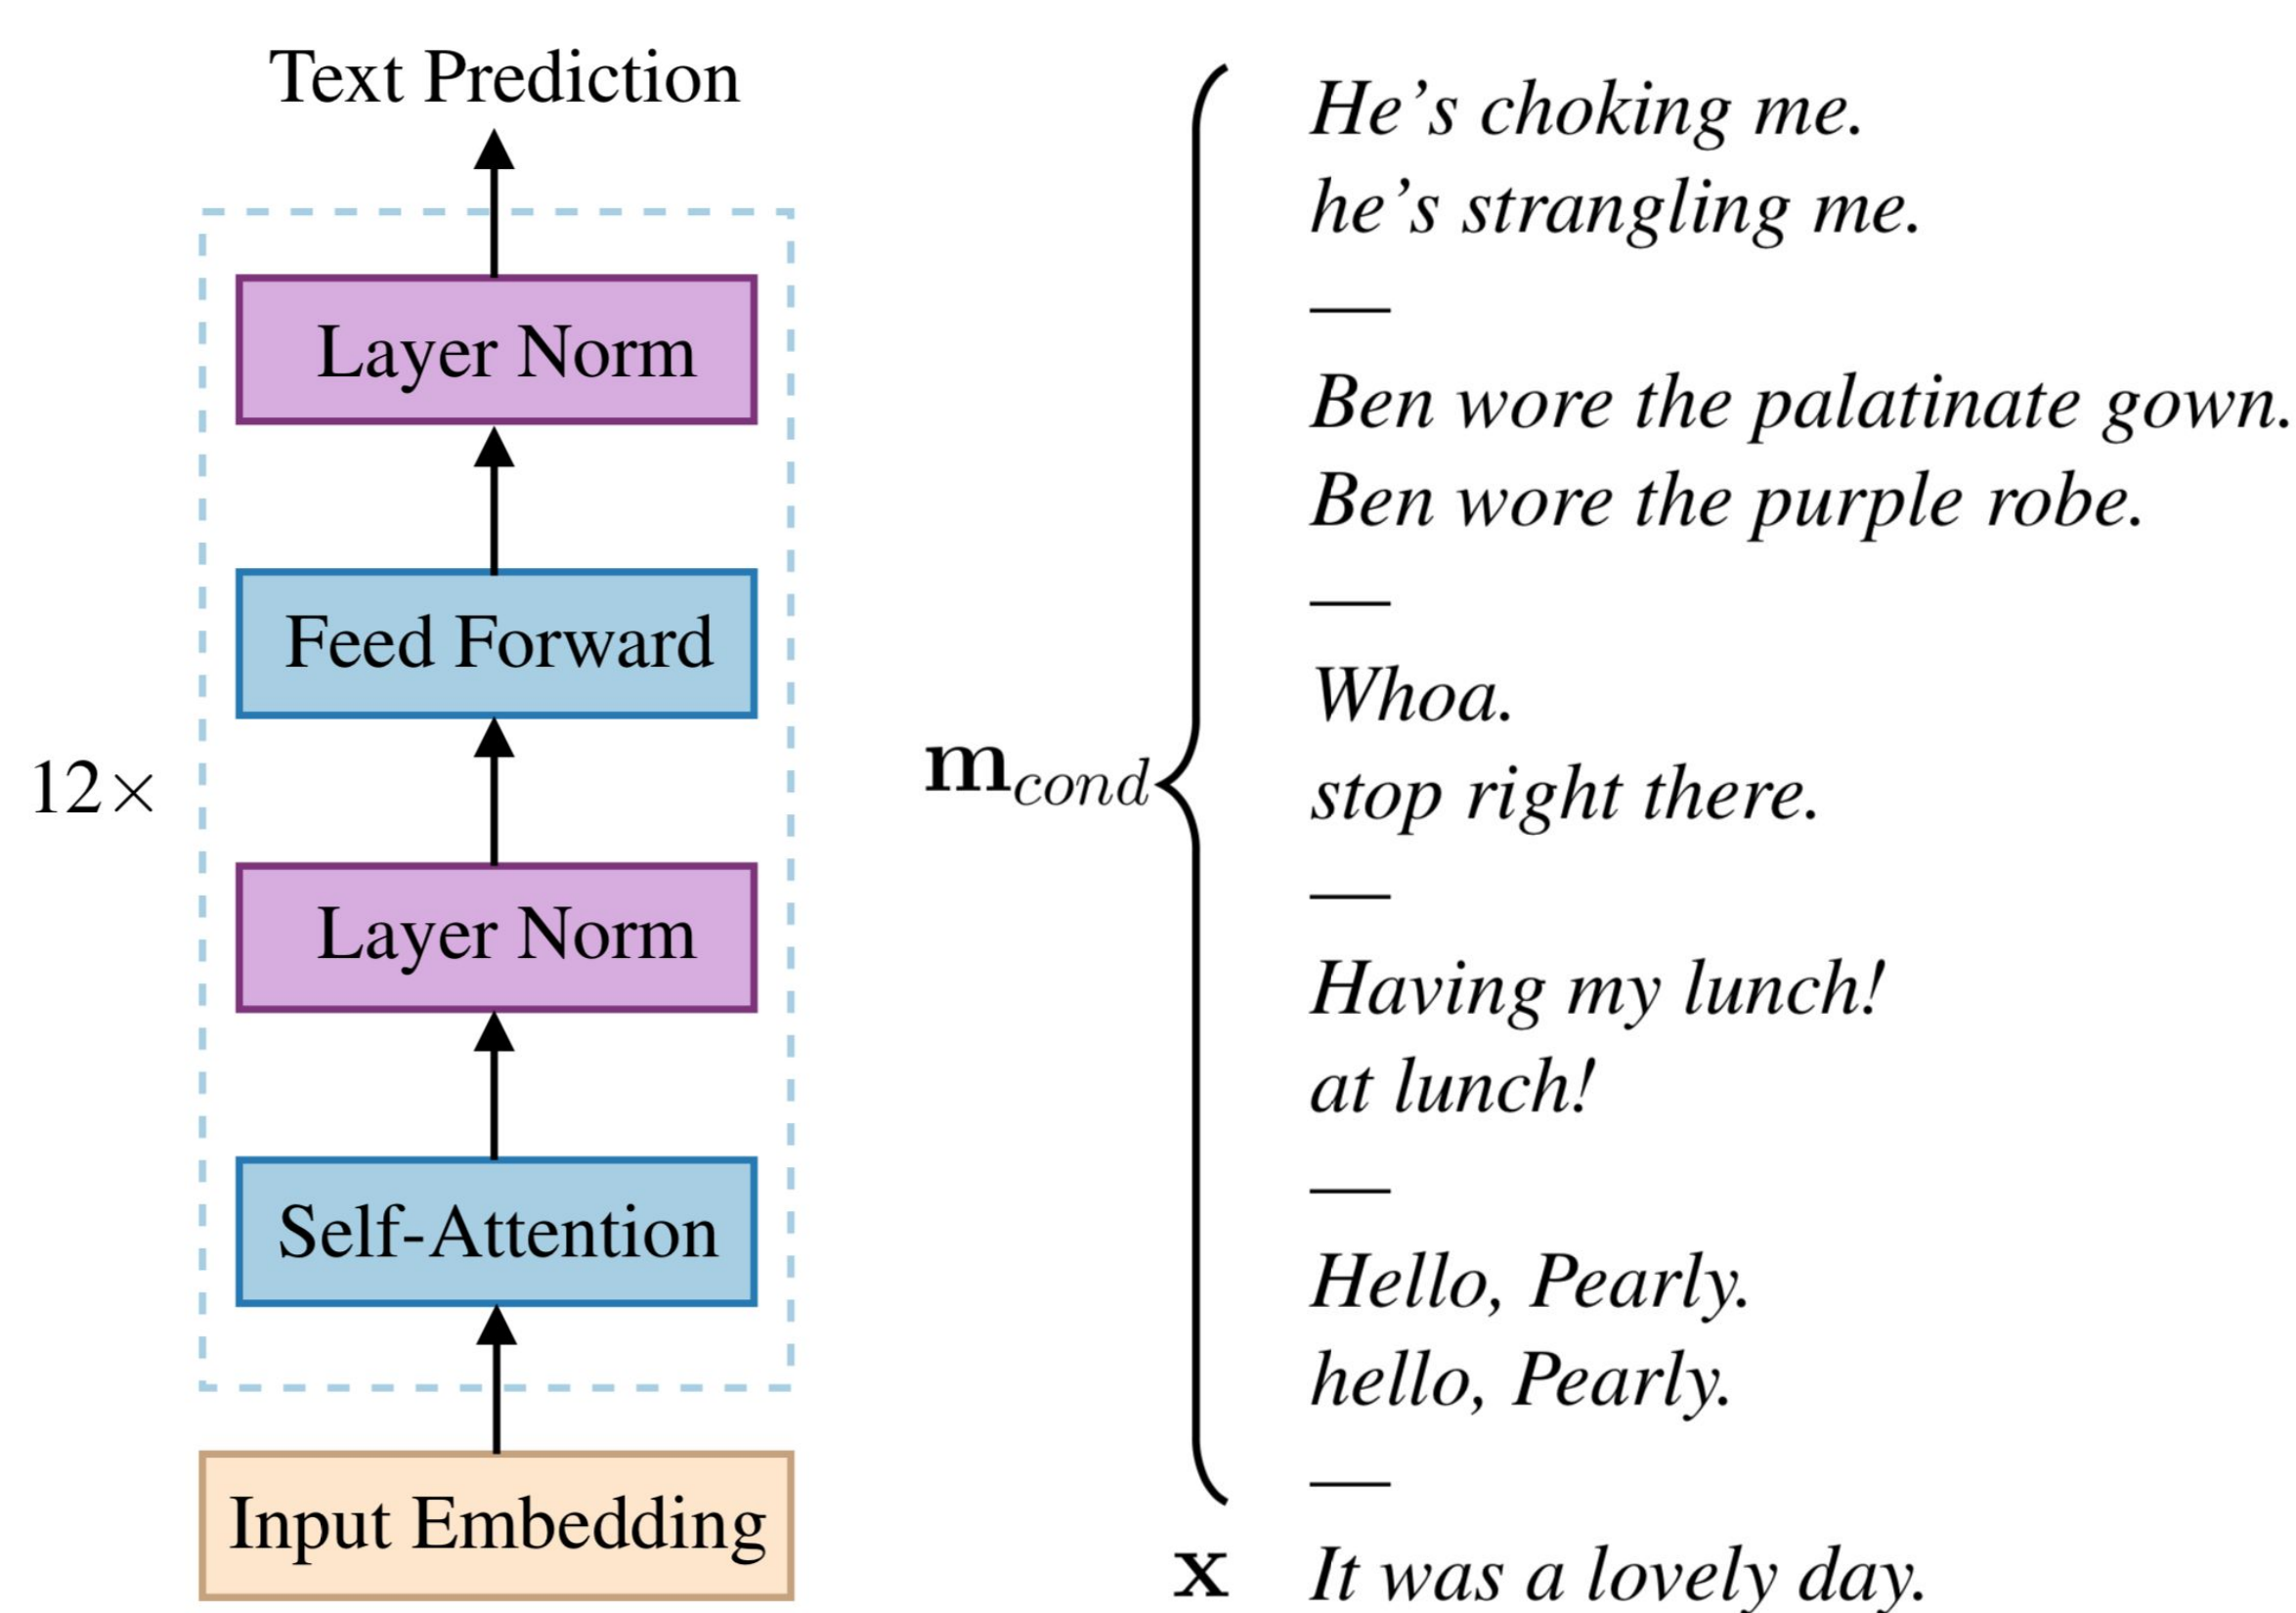 Text Prediction
Layer Norm
Feed Forward
12×
Layer Norm
Self-Attention
Input Embedding
m_cond
He’s choking me.
he’s strangling me.
—
Ben wore the palatinate gown.
Ben wore the purple robe.
—
Whoa.
stop right there.
—
Having my lunch!
at lunch!
—
Hello, Pearly.
hello, Pearly.
—
x It was a lovely day.